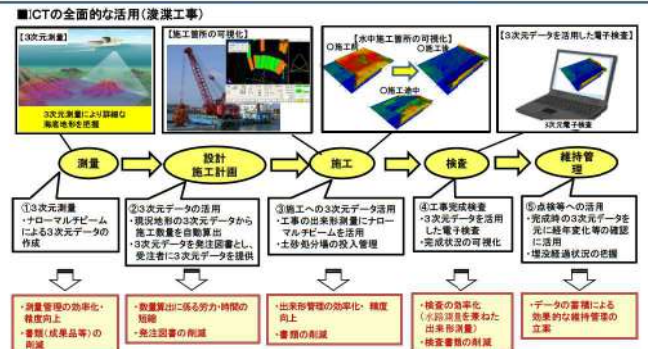 ■ICTの全面的な活用(浚渫工事)
【3次元測量】
3次元測量により詳細な
海底地形を把握
【施工箇所の可視化】
【水中施工箇所の可視化】
〇施工前
〇施工後
〇施工途中
【3次元データを活用した電子検査】
3次元電子検査
測量
設計
施工計画
施工
検査
維持管
理
①3次元測量
・ナローマルチビーム
による3次元データの
作成
②3次元データの活用
・現況地形の3次元データから
施工数量を自動算出
・3次元データを発注図書とし、
受注者に3次元データを提供
③施工への3次元データ活用
・工事の出来形測量にナロー
マルチビームを活用
・土砂処分場の投入管理
④工事完成検査
・3次元データを活用
した電子検査
・完成状況の可視化
⑤点検等への活用
・完成時の3次元データを
元に経年変化等の確認
に活用
・埋没経過状況の把握
・測量管理の効率化・
精度向上
・書類(成果品等)の
削減
・数量算出に係る労力・時間の
短縮
・発注図書の削減
・出来形管理の効率化・精度
向上
・書類の削減
・検査の効率化
(水路測量を兼ねた
出来形測量)
・検査書類の削減
・データの蓄積による
効果的な維持管理の
立案